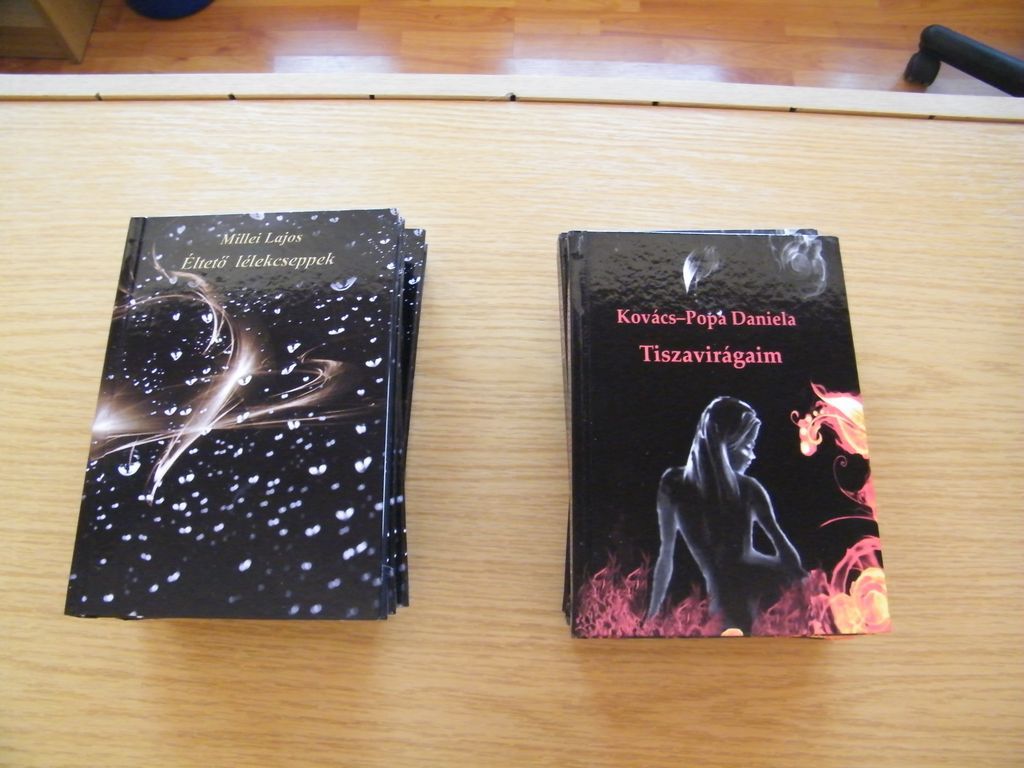 Millei Lajos
Éltető lélekcseppek
Kovács–Popa Daniela
Tiszavirágaim